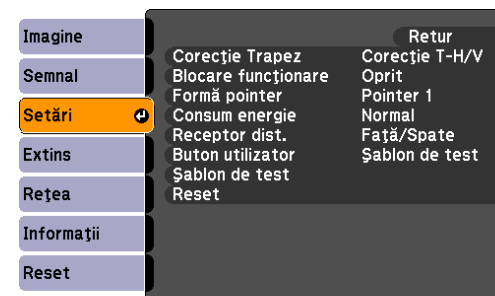 Imagine
Semnal
Setări
Extins
Reţea
Informaţii
Reset
Retur
Corecţie Trapez Corecţie T-H/V
Blocare funcţionare Oprit
Formă pointer Pointer 1
Consum energie Normal
Receptor dist. Faţă/Spate
Buton utilizator Şablon de test
Şablon de test
Reset